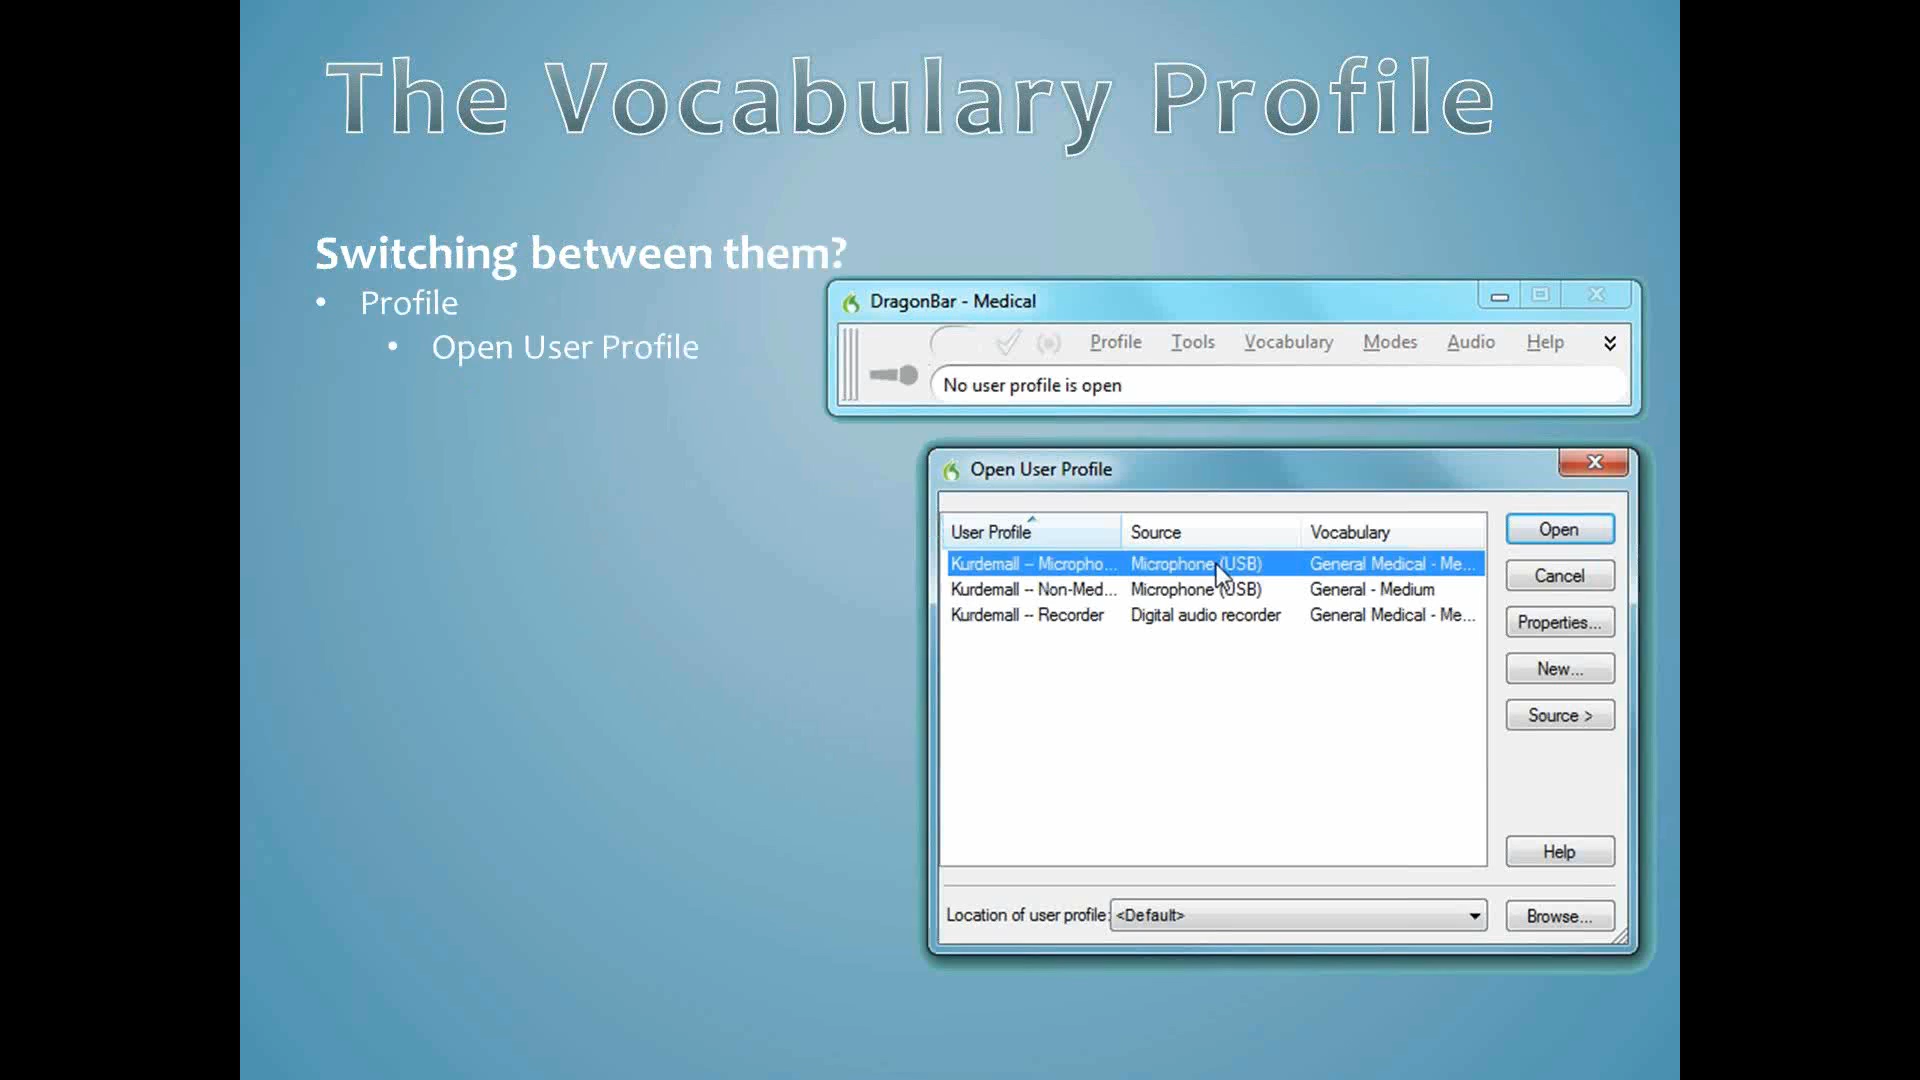 The Vocabulary Profile
Switching between them?
• Profile
• Open User Profile
DragonBar - Medical
Profile Tools Vocabulary Modes Audio Help
No user profile is open
Open User Profile
User Profile Source Vocabulary
Kurdemall -- Micropho... Microphone (USB) General Medical - Me...
Kurdemall -- Non-Med... Microphone (USB) General - Medium
Kurdemall -- Recorder Digital audio recorder General Medical - Me...
Open
Cancel
Properties...
New...
Source >
Help
Location of user profile: <Default> Browse...